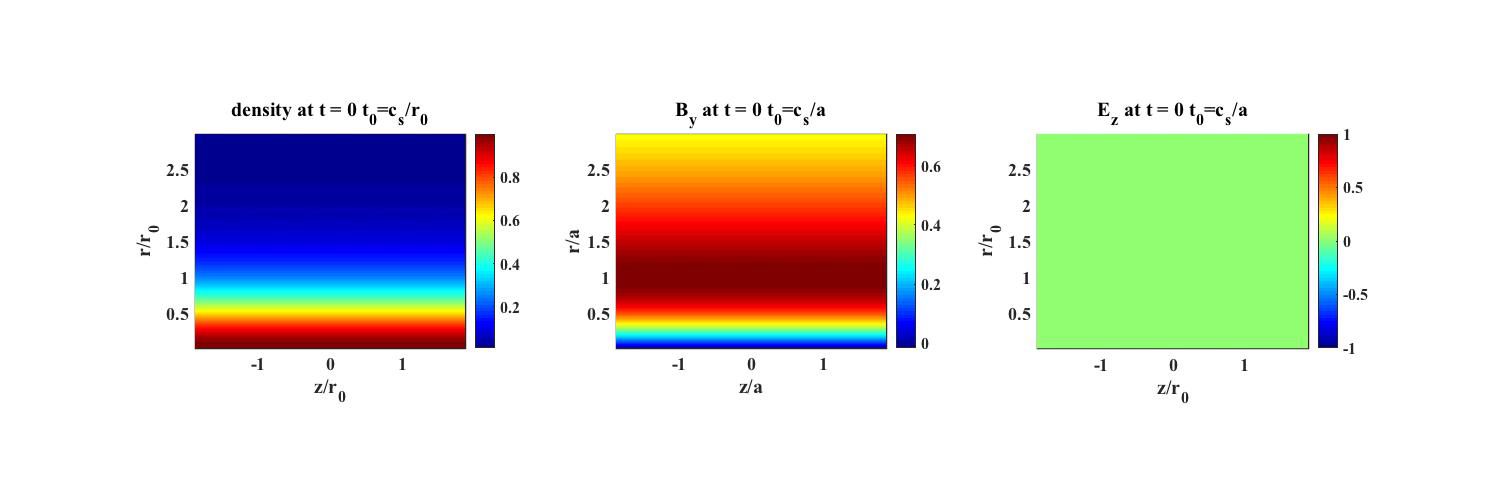 density at t = 0 t0=cs/r0
2.5
2
1.5
1
0.5
r/r0
-1 0 1
z/r0
0.8
0.6
0.4
0.2
By at t = 0 t0=cs/a
2.5
2
1.5
1
0.5
r/a
-1 0 1
z/a
0.6
0.4
0.2
0
Ez at t = 0 t0=cs/a
2.5
2
1.5
1
0.5
r/r0
-1 0 1
z/r0
1
0.5
0
-0.5
-1